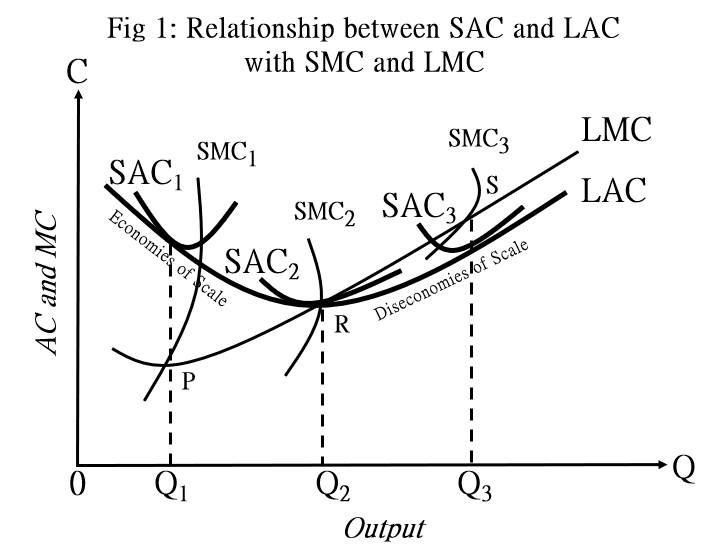 Fig 1: Relationship between SAC and LAC
with SMC and LMC
C
SMC₃
LMC
SMC₁
SAC₁
S
LAC
SMC₂
SAC₃
Economies of Scale
SAC₂
Diseconomies of Scale
AC and MC
R
P
0
Q₁
Q₂
Q₃
Q
Output